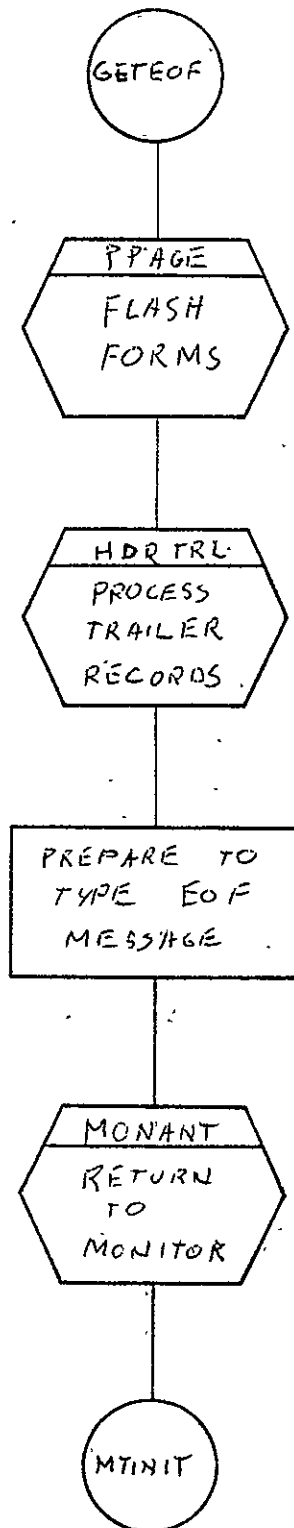 GETEOF
PPAGE
FLASH
FORMS
HDRTRL
PROCESS
TRAILER
RECORDS
PREPARE TO
TYPE EOF
MESSAGE
MONANT
RETURN
TO
MONITOR
MTINIT